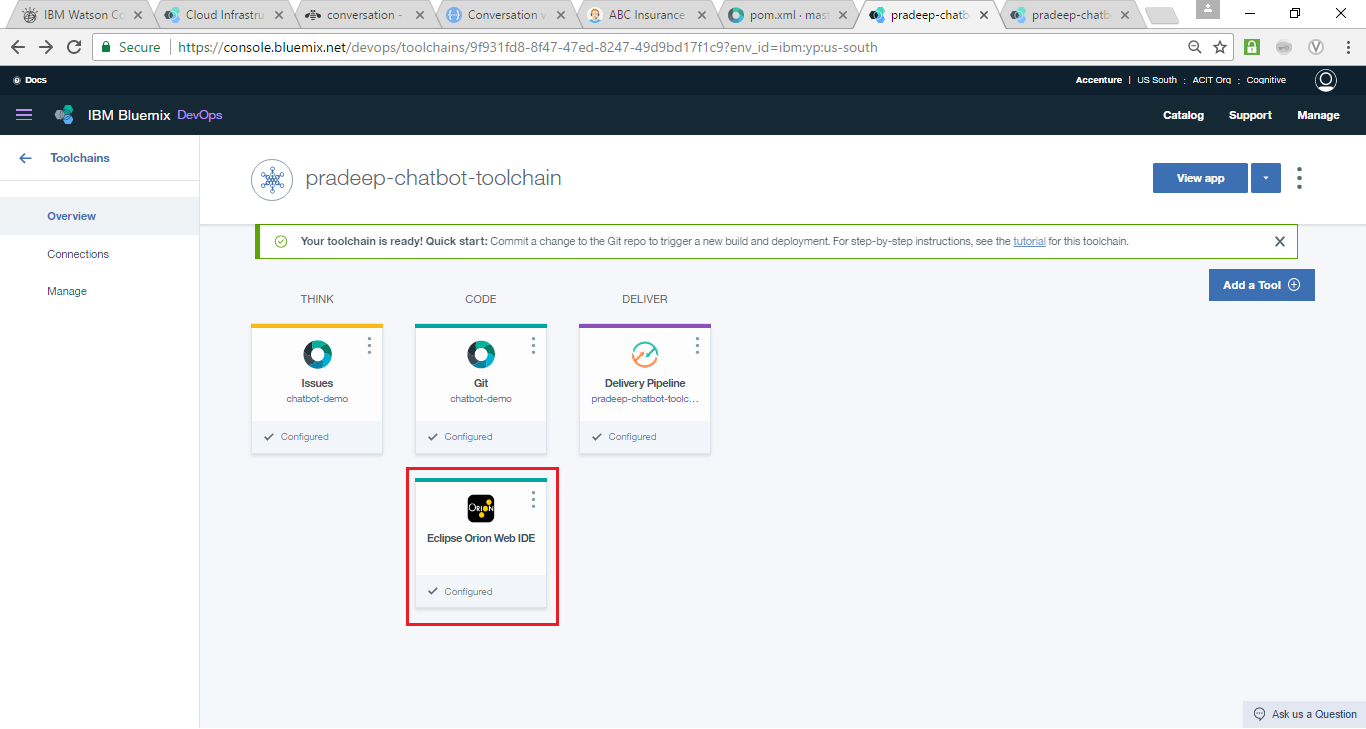 IBM Watson Co
Cloud Infrastru
conversation -
Conversation v
ABC Insurance
pom.xml · mast
pradeep-chatb
pradeep-chatb
Secure https://console.bluemix.net/devops/toolchains/9f931fd8-8f47-47ed-8247-49d9bd17f1c9?env_id=ibm:yp:us-south
Docs
Accenture | US South : ACIT Org : Cognitive
IBM Bluemix DevOps
Catalog Support Manage
Toolchains
pradeep-chatbot-toolchain
View app
Overview
Connections
Manage
Your toolchain is ready! Quick start: Commit a change to the Git repo to trigger a new build and deployment. For step-by-step instructions, see the tutorial for this toolchain.
Add a Tool
THINK CODE DELIVER
Issues
chatbot-demo
Configured
Git
chatbot-demo
Configured
Delivery Pipeline
pradeep-chatbot-toolc...
Configured
ORION
Eclipse Orion Web IDE
Configured
Ask us a Question